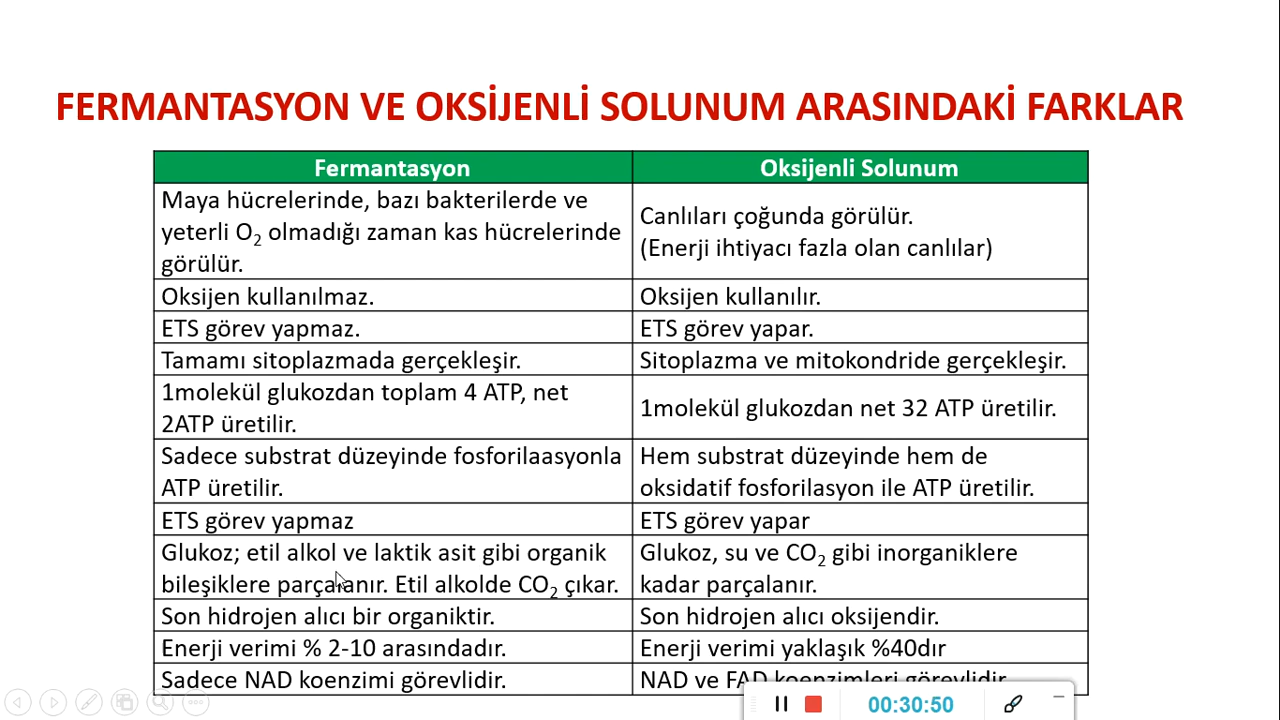 FERMANTASYON VE OKSİJENLİ SOLUNUM ARASINDAKİ FARKLAR
Fermantasyon
Oksijenli Solunum
Maya hücrelerinde, bazı bakterilerde ve
yeterli O₂ olmadığı zaman kas hücrelerinde
görülür.
Canlıları çoğunda görülür.
(Enerji ihtiyacı fazla olan canlılar)
Oksijen kullanılmaz.
Oksijen kullanılır.
ETS görev yapmaz.
ETS görev yapar.
Tamamı sitoplazmada gerçekleşir.
Sitoplazma ve mitokondride gerçekleşir.
1molekül glukozdan toplam 4 ATP, net
2ATP üretilir.
1molekül glukozdan net 32 ATP üretilir.
Sadece substrat düzeyinde fosforilaasyonla
ATP üretilir.
Hem substrat düzeyinde hem de
oksidatif fosforilasyon ile ATP üretilir.
ETS görev yapmaz
ETS görev yapar
Glukoz; etil alkol ve laktik asit gibi organik
bileşiklere parçalanır. Etil alkolde CO₂ çıkar.
Glukoz, su ve CO₂ gibi inorganiklere
kadar parçalanır.
Son hidrojen alıcı bir organiktir.
Son hidrojen alıcı oksijendir.
Enerji verimi % 2-10 arasındadır.
Enerji verimi yaklaşık %40dır
Sadece NAD koenzimi görevlidir.
NAD ve FAD koenzimleri görevlidir
00:30:50